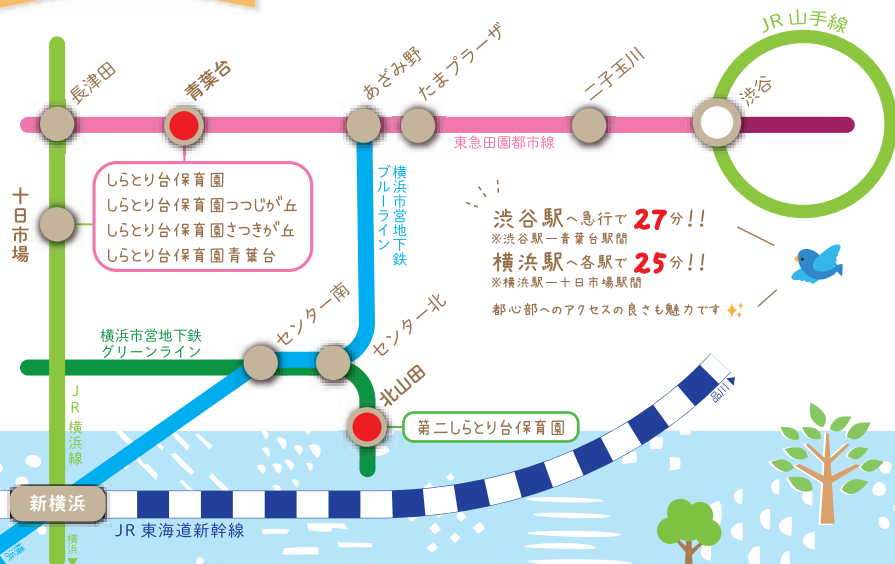 JR 山手線
長津田
青葉台
あざみ野
たまプラーザ
二子玉川
渋谷
東急田園都市線
十日市場
しらとり台保育園
しらとり台保育園つつじが丘
しらとり台保育園さつきが丘
しらとり台保育園青葉台
横浜市営地下鉄
ブルーライン
渋谷駅へ急行で27分!!
※渋谷駅ー青葉台駅間
横浜駅へ各駅で25分!!
※横浜駅ー十日市場駅間
都心部へのアクセスの良さも魅力です
横浜市営地下鉄
グリーンライン
センター南
センター北
北山田
第二しらとり台保育園
JR横浜線
品川▲
新横浜
JR 東海道新幹線
横浜▼
横浜